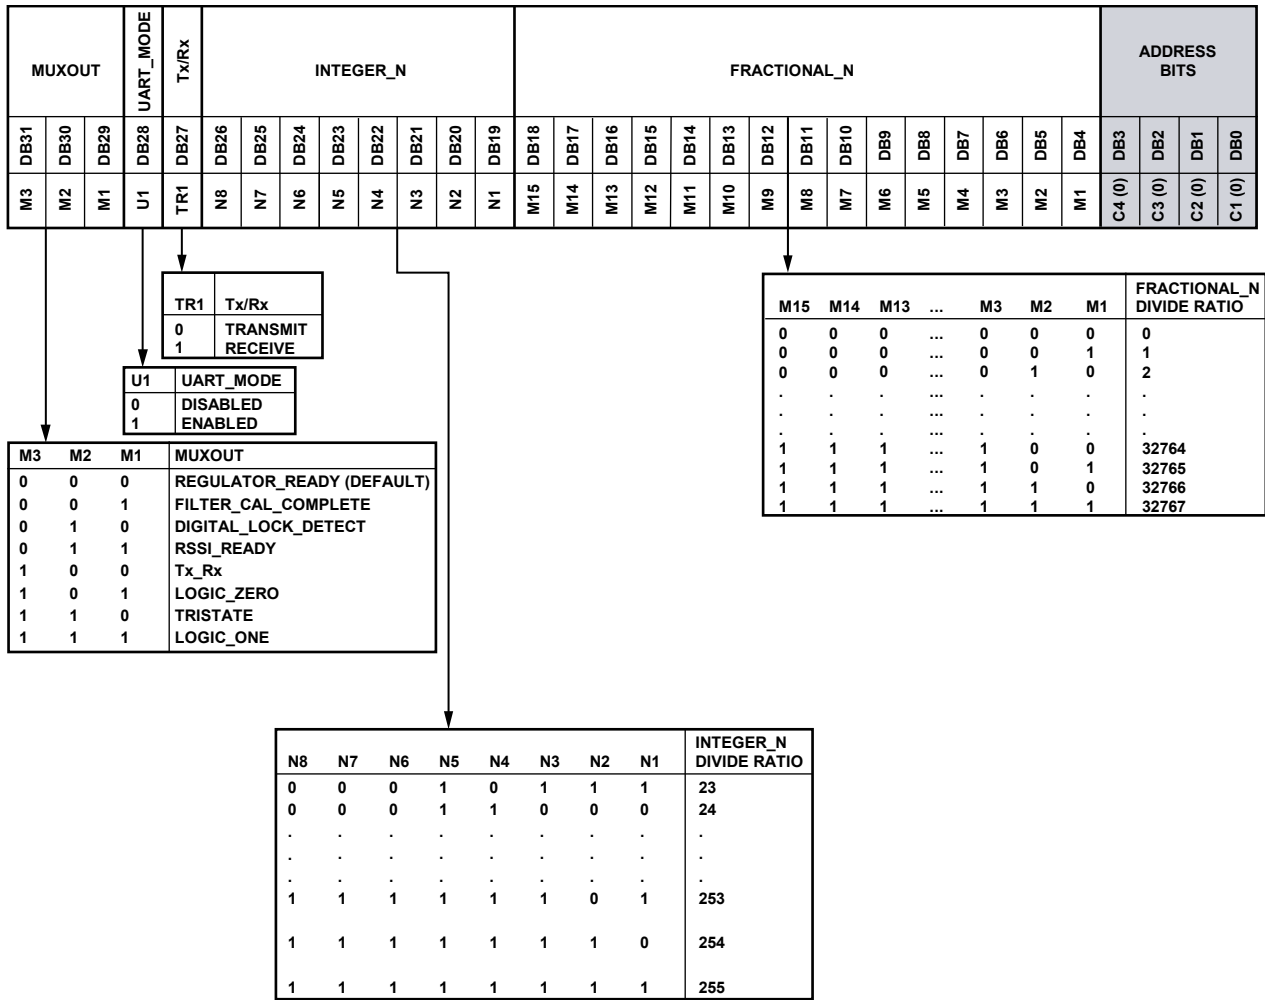 MUXOUT UART_MODE Tx/Rx INTEGER_N FRACTIONAL_N ADDRESS
BITS
DB31 DB30 DB29 DB28 DB27 DB26 DB25 DB24 DB23 DB22 DB21 DB20 DB19 DB18 DB17 DB16 DB15 DB14 DB13 DB12 DB11 DB10 DB9 DB8 DB7 DB6 DB5 DB4 DB3 DB2 DB1 DB0
M3 M2 M1 U1 TR1 N8 N7 N6 N5 N4 N3 N2 N1 M15 M14 M13 M12 M11 M10 M9 M8 M7 M6 M5 M4 M3 M2 M1 C4 (0) C3 (0) C2 (0) C1 (0)
TR1 Tx/Rx
0 TRANSMIT
1 RECEIVE
U1 UART_MODE
0 DISABLED
1 ENABLED
M3 M2 M1 MUXOUT
0 0 0 REGULATOR_READY (DEFAULT)
0 0 1 FILTER_CAL_COMPLETE
0 1 0 DIGITAL_LOCK_DETECT
0 1 1 RSSI_READY
1 0 0 Tx_Rx
1 0 1 LOGIC_ZERO
1 1 0 TRISTATE
1 1 1 LOGIC_ONE
FRACTIONAL_N
M15 M14 M13 ... M3 M2 M1 DIVIDE RATIO
0 0 0 ... 0 0 0 0
0 0 0 ... 0 0 1 1
0 0 0 ... 0 1 0 2
. . . ... . . . .
. . . ... . . . .
. . . ... . . . .
1 1 1 ... 1 0 0 32764
1 1 1 ... 1 0 1 32765
1 1 1 ... 1 1 0 32766
1 1 1 ... 1 1 1 32767
INTEGER_N
N8 N7 N6 N5 N4 N3 N2 N1 DIVIDE RATIO
0 0 0 1 0 1 1 1 23
0 0 0 1 1 0 0 0 24
. . . . . . . . .
. . . . . . . . .
. . . . . . . . .
1 1 1 1 1 1 0 1 253
1 1 1 1 1 1 1 0 254
1 1 1 1 1 1 1 1 255